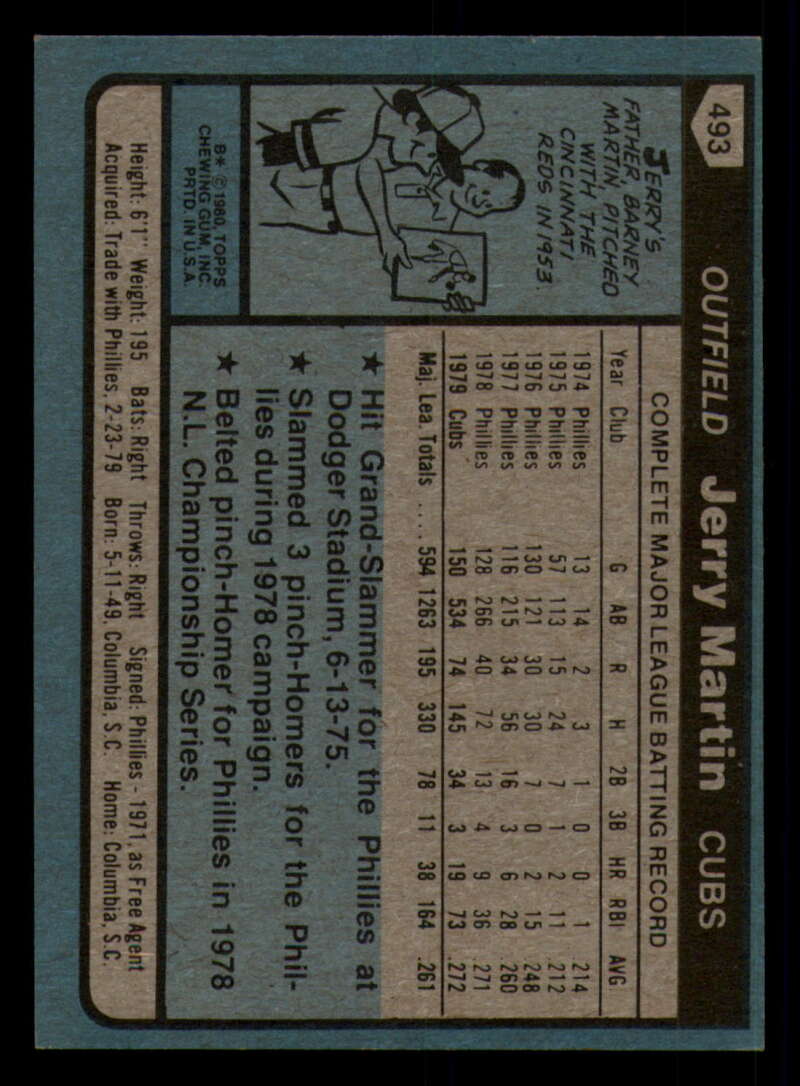 493
OUTFIELD Jerry Martin CUBS
JERRY'S
FATHER, BARNEY
MARTIN, PITCHED
WITH THE
CINCINNATI
REDS IN 1953.
B* © 1980, TOPPS
CHEWING GUM, INC.
PRTD. IN U.S.A.
COMPLETE MAJOR LEAGUE BATTING RECORD
Year Club G AB R H 2B 3B HR RBI AVG
1974 Phillies 13 14 2 3 1 0 0 1 .214
1975 Phillies 57 113 15 24 7 1 2 11 .212
1976 Phillies 130 121 30 30 7 0 2 15 .248
1977 Phillies 116 215 34 56 16 3 6 28 .260
1978 Phillies 128 266 40 72 13 4 9 36 .271
1979 Cubs 150 534 74 145 34 3 19 73 .272
Maj. Lea. Totals .... 594 1263 195 330 78 11 38 164 .261
★ Hit Grand-Slammer for the Phillies at
Dodger Stadium, 6-13-75.
★ Slammed 3 pinch-Homers for the Phil-
lies during 1978 campaign.
★ Belted pinch-Homer for Phillies in 1978
N.L. Championship Series.
Height: 6'1" Weight: 195 Bats: Right Throws: Right Signed: Phillies - 1971, as Free Agent
Acquired: Trade with Phillies, 2-23-79 Born: 5-11-49, Columbia, S.C. Home: Columbia, S.C.